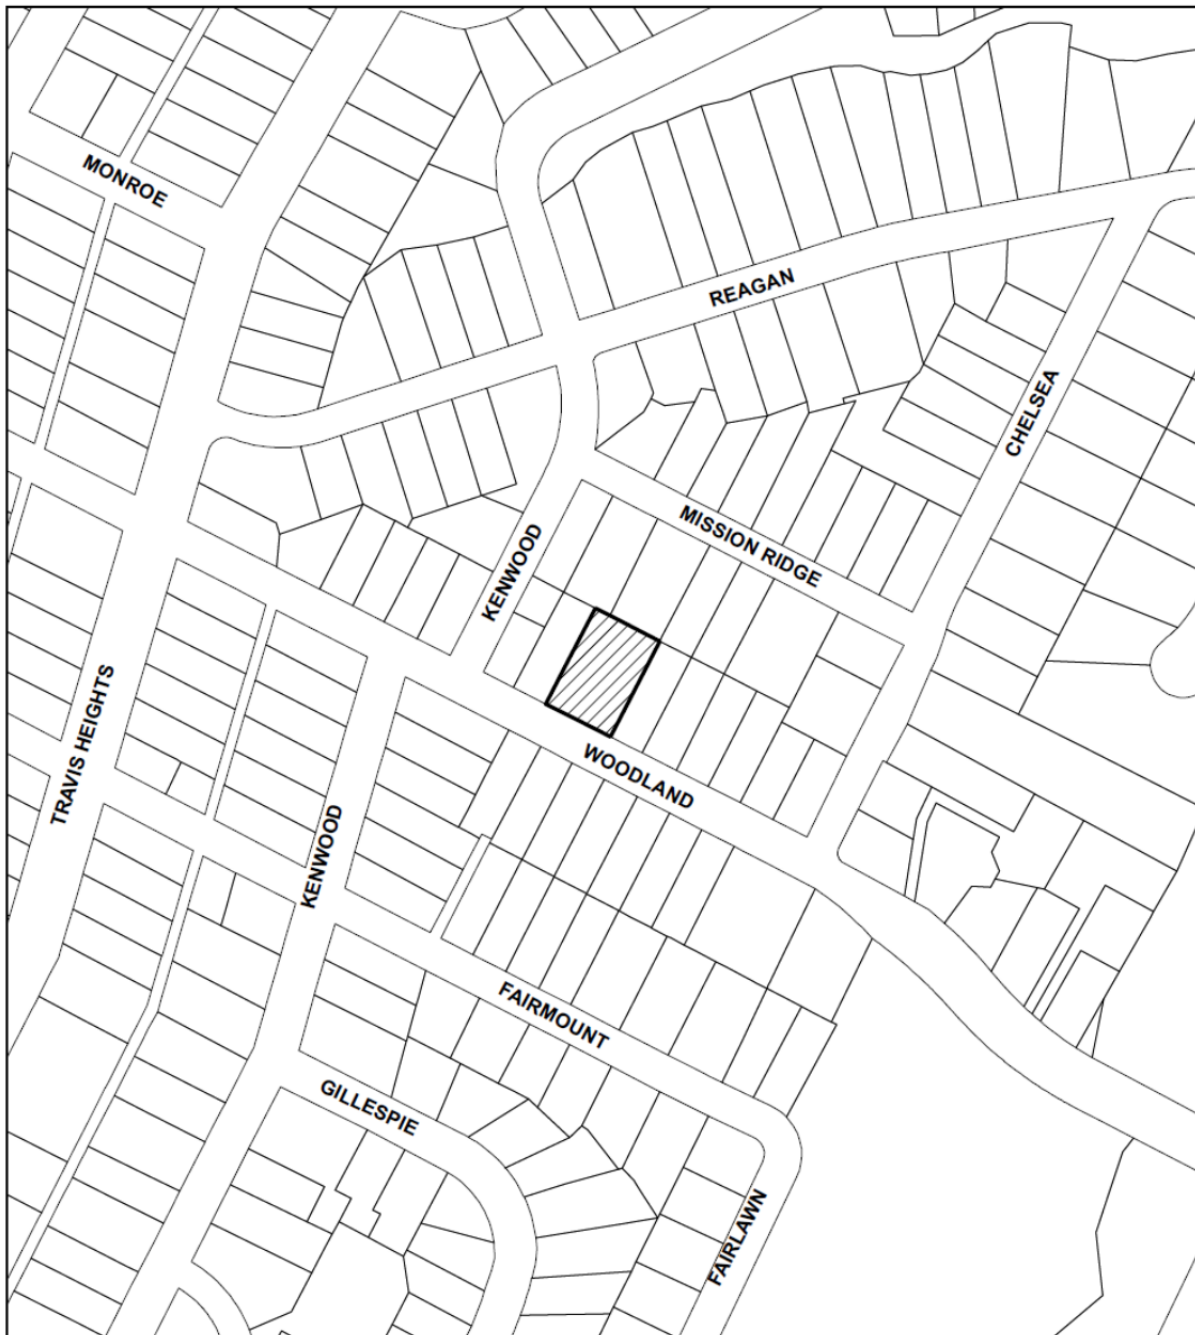 MONROE
REAGAN
CHELSEA
MISSION RIDGE
KENWOOD
TRAVIS HEIGHTS
WOODLAND
KENWOOD
FAIRMOUNT
GILLESPIE
FAIRLAWN